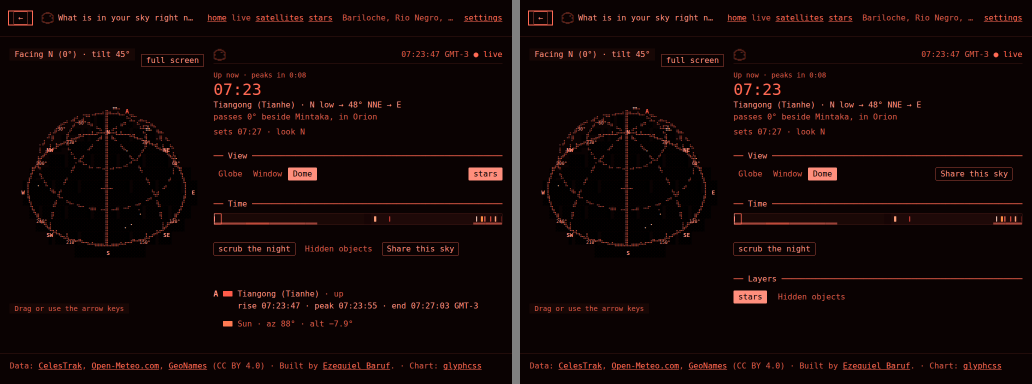 ← What is in your sky right n… home live satellites stars Bariloche, Rio Negro, … settings
Facing N (0°) · tilt 45°
full screen
07:23:47 GMT-3 ● live
Up now · peaks in 0:08
07:23
Tiangong (Tianhe) · N low → 48° NNE → E
passes 0° beside Mintaka, in Orion
sets 07:27 · look N
View
Globe Window Dome stars
Time
scrub the night Hidden objects Share this sky
N
NE
E
SE
S
SW
W
NW
A
A Tiangong (Tianhe) · up
rise 07:23:47 · peak 07:23:55 · end 07:27:03 GMT-3
Sun · az 88° · alt −7.9°
Drag or use the arrow keys
Data: CelesTrak, Open-Meteo.com, GeoNames (CC BY 4.0) · Built by Ezequiel Baruf. · Chart: glyphcss
← What is in your sky right n… home live satellites stars Bariloche, Rio Negro, … settings
Facing N (0°) · tilt 45°
full screen
07:23:47 GMT-3 ● live
Up now · peaks in 0:08
07:23
Tiangong (Tianhe) · N low → 48° NNE → E
passes 0° beside Mintaka, in Orion
sets 07:27 · look N
View
Globe Window Dome Share this sky
Time
scrub the night
Layers
stars Hidden objects
N
NE
E
SE
S
SW
W
NW
A
Drag or use the arrow keys
Data: CelesTrak, Open-Meteo.com, GeoNames (CC BY 4.0) · Built by Ezequiel Baruf. · Chart: glyphcss